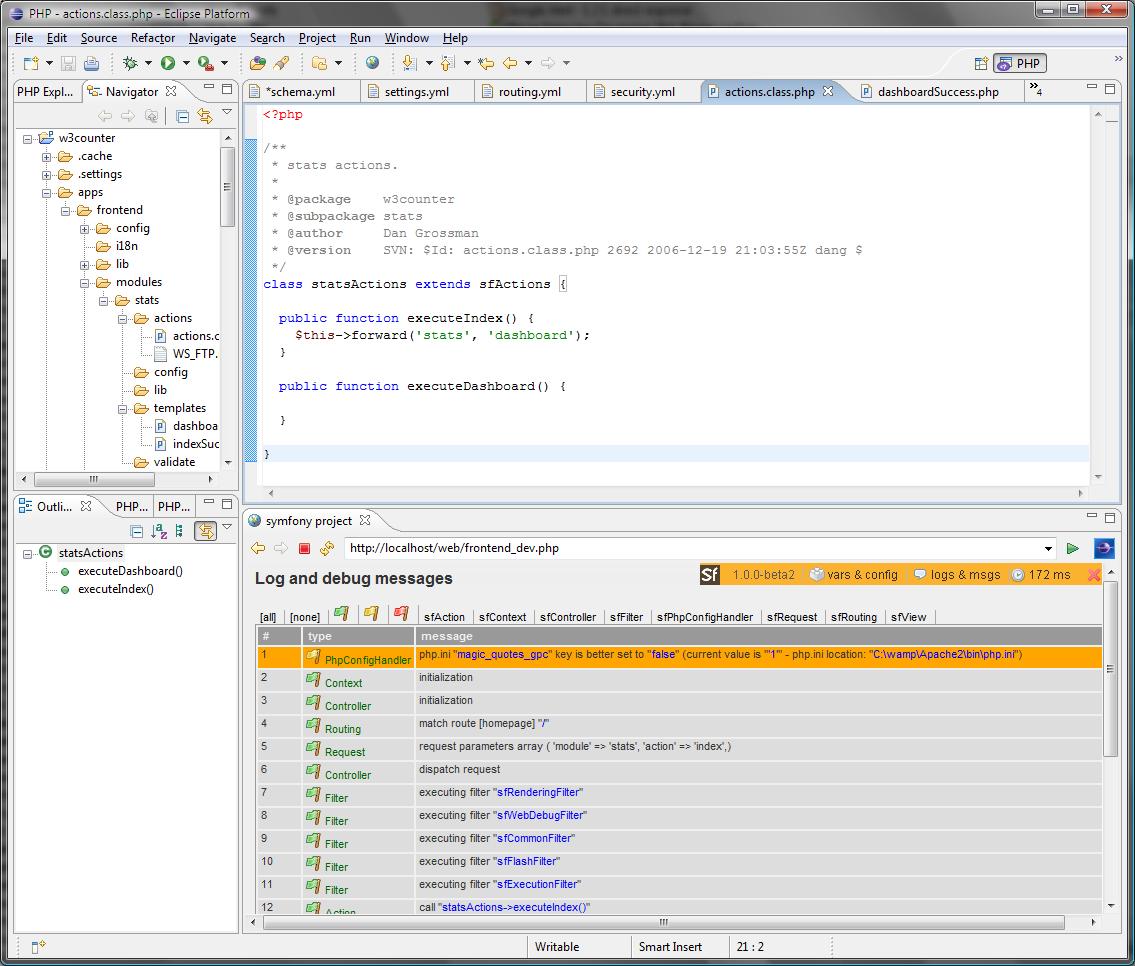 PHP - actions.class.php - Eclipse Platform
File Edit Source Refactor Navigate Search Project Run Window Help
PHP
PHP Expl... Navigator
w3counter
.cache
.settings
apps
frontend
config
i18n
lib
modules
stats
actions
actions.c
WS_FTP.
config
lib
templates
dashboa
indexSuc
validate
*schema.yml settings.yml routing.yml security.yml actions.class.php dashboardSuccess.php »4
<?php
/**
* stats actions.
*
* @package w3counter
* @subpackage stats
* @author Dan Grossman
* @version SVN: $Id: actions.class.php 2692 2006-12-19 21:03:55Z dang $
*/
class statsActions extends sfActions {
public function executeIndex() {
$this->forward('stats', 'dashboard');
}
public function executeDashboard() {
}
}
Outli... PHP... PHP...
statsActions
executeDashboard()
executeIndex()
symfony project
http://localhost/web/frontend_dev.php
Log and debug messages
Sf 1.0.0-beta2 vars & config logs & msgs 172 ms
[all] [none] sfAction sfContext sfController sfFilter sfPhpConfigHandler sfRequest sfRouting sfView
# type message
1 PhpConfigHandler php.ini "magic_quotes_gpc" key is better set to "false" (current value is "'1'" - php.ini location: "C:\wamp\Apache2\bin\php.ini")
2 Context initialization
3 Controller initialization
4 Routing match route [homepage] "/"
5 Request request parameters array ( 'module' => 'stats', 'action' => 'index',)
6 Controller dispatch request
7 Filter executing filter "sfRenderingFilter"
8 Filter executing filter "sfWebDebugFilter"
9 Filter executing filter "sfCommonFilter"
10 Filter executing filter "sfFlashFilter"
11 Filter executing filter "sfExecutionFilter"
12 Action call "statsActions->executeIndex()"
Writable Smart Insert 21 : 2